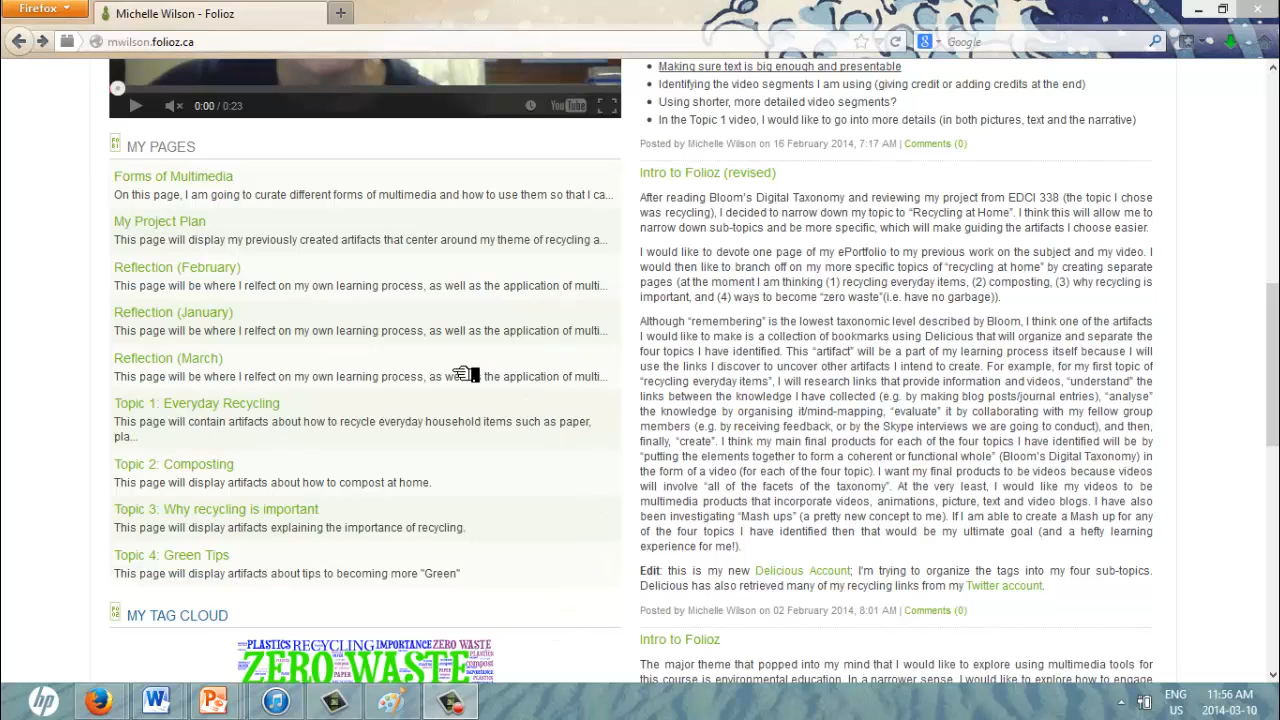 Firefox
Michelle Wilson - Folioz
mwilson.folioz.ca
Google
0:00 / 0:23
YouTube
MY PAGES
Forms of Multimedia
On this page, I am going to curate different forms of multimedia and how to use them so that I ca...
My Project Plan
This page will display my previously created artifacts that center around my theme of recycling a...
Reflection (February)
This page will be where I relfect on my own learning process, as well as the application of multi...
Reflection (January)
This page will be where I relfect on my own learning process, as well as the application of multi...
Reflection (March)
This page will be where I relfect on my own learning process, as well as the application of multi...
Topic 1: Everyday Recycling
This page will contain artifacts about how to recycle everyday household items such as paper,
pla...
Topic 2: Composting
This page will display artifacts about how to compost at home.
Topic 3: Why recycling is important
This page will display artifacts explaining the importance of recycling.
Topic 4: Green Tips
This page will display artifacts about tips to becoming more "Green"
MY TAG CLOUD
PLASTICS RECYCLING IMPORTANCE ZERO WASTE
ZERO WASTE
Making sure text is big enough and presentable
Identifying the video segments I am using (giving credit or adding credits at the end)
Using shorter, more detailed video segments?
In the Topic 1 video, I would like to go into more details (in both pictures, text and the narrative)
Posted by Michelle Wilson on 16 February 2014, 7:17 AM | Comments (0)
Intro to Folioz (revised)
After reading Bloom's Digital Taxonomy and reviewing my project from EDCI 338 (the topic I chose
was recycling), I decided to narrow down my topic to “Recycling at Home”. I think this will allow me to
narrow down sub-topics and be more specific, which will make guiding the artifacts I choose easier.
I would like to devote one page of my ePortfolio to my previous work on the subject and my video. I
would then like to branch off on my more specific topics of “recycling at home” by creating separate
pages (at the moment I am thinking (1) recycling everyday items, (2) composting, (3) why recycling is
important, and (4) ways to become “zero waste”(i.e. have no garbage)).
Although “remembering” is the lowest taxonomic level described by Bloom, I think one of the artifacts
I would like to make is a collection of bookmarks using Delicious that will organize and separate the
four topics I have identified. This “artifact” will be a part of my learning process itself because I will
use the links I discover to uncover other artifacts I intend to create. For example, for my first topic of
“recycling everyday items”, I will research links that provide information and videos, “understand” the
links between the knowledge I have collected (e.g. by making blog posts/journal entries), “analyse”
the knowledge by organising it/mind-mapping, “evaluate” it by collaborating with my fellow group
members (e.g. by receiving feedback, or by the Skype interviews we are going to conduct), and then,
finally, “create”. I think my main final products for each of the four topics I have identified will be by
“putting the elements together to form a coherent or functional whole” (Bloom's Digital Taxonomy) in
the form of a video (for each of the four topic). I want my final products to be videos because videos
will involve “all of the facets of the taxonomy”. At the very least, I would like my videos to be
multimedia products that incorporate videos, animations, picture, text and video blogs. I have also
been investigating “Mash ups” (a pretty new concept to me). If I am able to create a Mash up for any
of the four topics I have identified then that would be my ultimate goal (and a hefty learning
experience for me!).
Edit: this is my new Delicious Account; I'm trying to organize the tags into my four sub-topics.
Delicious has also retrieved many of my recycling links from my Twitter account.
Posted by Michelle Wilson on 02 February 2014, 8:01 AM | Comments (0)
Intro to Folioz
The major theme that popped into my mind that I would like to explore using multimedia tools for
this course is environmental education. In a narrower sense, I would like to explore how to engage
hp
ENG
US
11:56 AM
2014-03-10